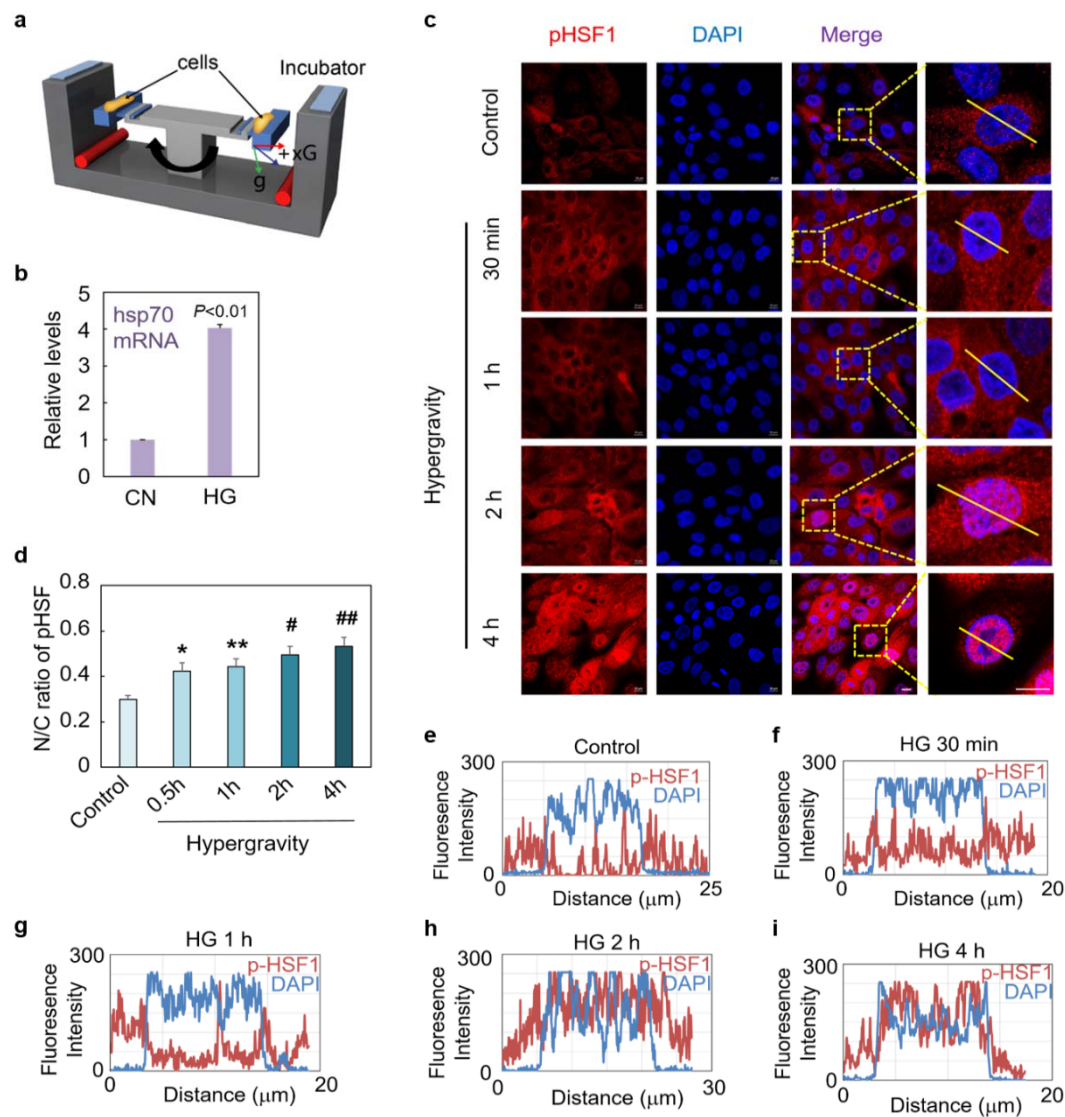 a
cells
Incubator
+xG
g
b
Relative levels
5
4
3
2
1
0
hsp70
mRNA
P<0.01
CN
HG
c
pHSF1
DAPI
Merge
Control
Hypergravity
30 min
1 h
2 h
4 h
d
N/C ratio of pHSF
0.8
0.6
0.4
0.2
0
*
**
#
##
Control
0.5h
1h
2h
4h
Hypergravity
e
Control
Fluoresence
Intensity
300
0
p-HSF1
DAPI
0
25
Distance (μm)
f
HG 30 min
Fluoresence
Intensity
300
0
p-HSF1
DAPI
0
20
Distance (μm)
g
HG 1 h
Fluoresence
Intensity
300
0
p-HSF1
DAPI
0
20
Distance (μm)
h
HG 2 h
Fluoresence
Intensity
300
0
p-HSF1
DAPI
0
30
Distance (μm)
i
HG 4 h
Fluoresence
Intensity
300
0
p-HSF1
DAPI
0
20
Distance (μm)